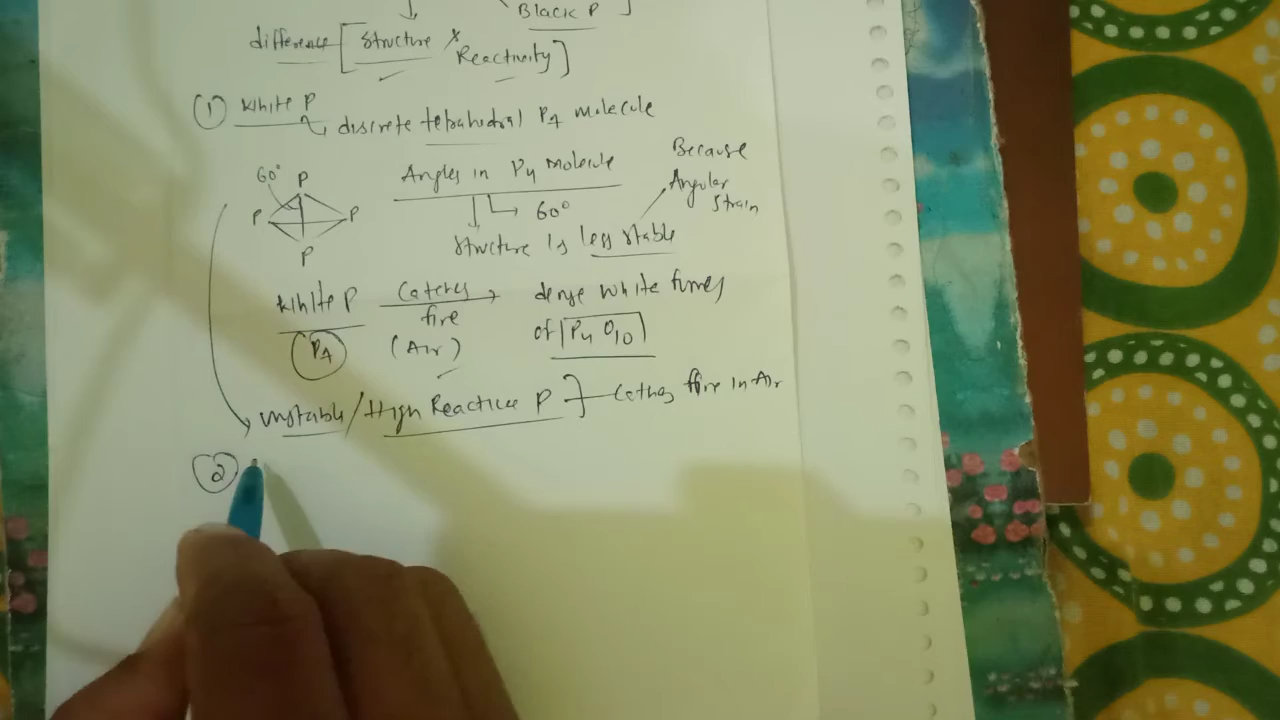 Black P ]
difference [ Structure & Reactivity ]
① White P
discrete tetrahedral P4 molecule
Because
Angular
Strain
60°
P
P
P
P
Angles in P4 Molecule
60°
Structure is less stable
White P Catches fire dense white fumes
(P4) (Air) of P4O10
unstable / High Reactive P } Cathes fire in Air
②